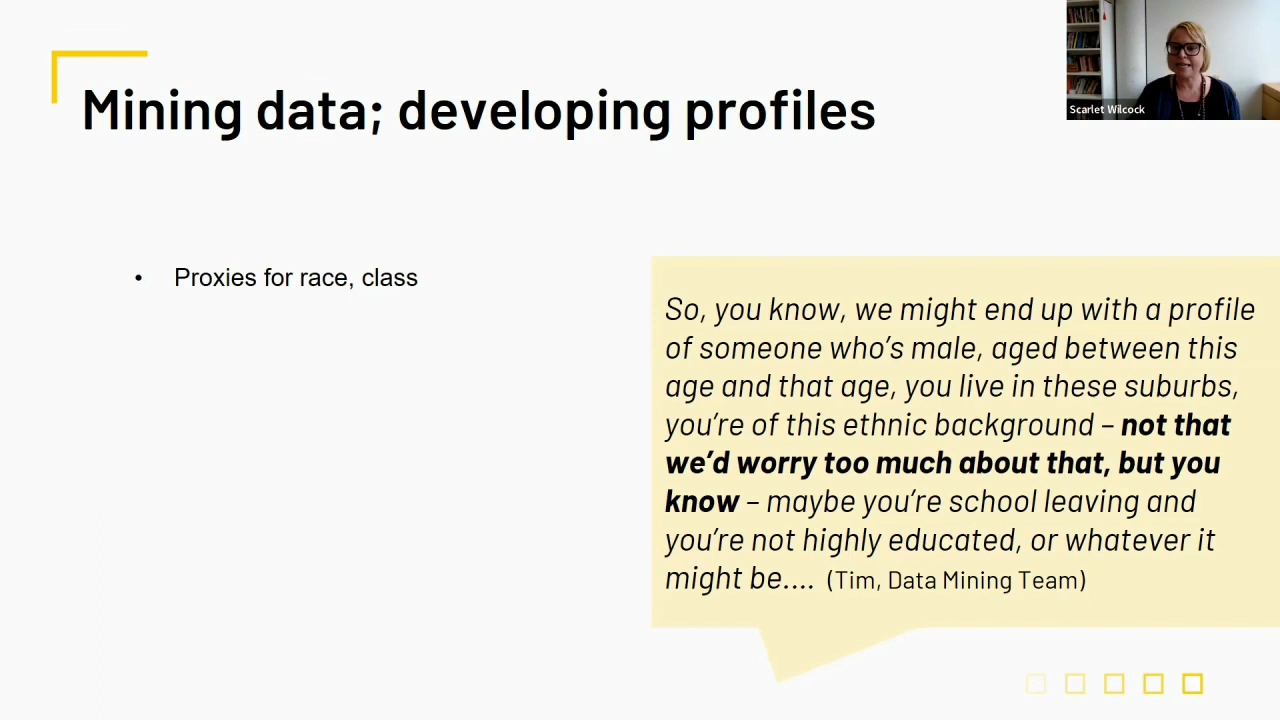 Mining data; developing profiles
Scarlet Wilcock
• Proxies for race, class
So, you know, we might end up with a profile
of someone who’s male, aged between this
age and that age, you live in these suburbs,
you’re of this ethnic background – not that
we’d worry too much about that, but you
know – maybe you’re school leaving and
you’re not highly educated, or whatever it
might be.... (Tim, Data Mining Team)